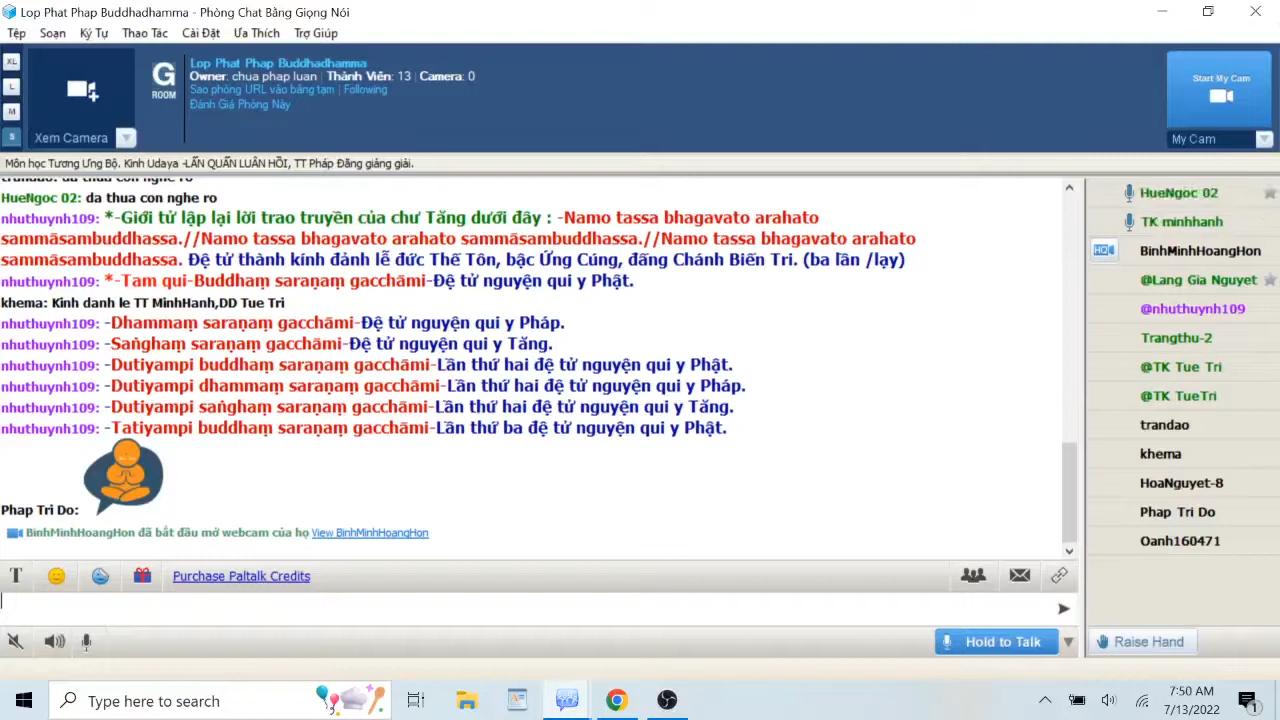 Lop Phat Phap Buddhadhamma - Phòng Chat Bằng Giọng Nói
Tệp Soạn Ký Tự Thao Tác Cài Đặt Ưa Thích Trợ Giúp
XL
L
M
S
Xem Camera
G
ROOM
Lop Phat Phap Buddhadhamma
Owner: chua phap luan | Thành Viên: 13 | Camera: 0
Sao phỏng URL vào bảng tạm | Following
Đánh Giá Phòng Này
Start My Cam
My Cam
Môn học Tương Ưng Bộ. Kinh Udaya -LẨN QUẨN LUÂN HỒI, TT Pháp Đăng giảng giải.
trandao: da thua con nghe ro
HueNgoc 02: da thua con nghe ro
nhuthuynh109: *-Giới tử lập lại lời trao truyền của chư Tăng dưới đây : -Namo tassa bhagavato arahato
sammāsambuddhassa.//Namo tassa bhagavato arahato sammāsambuddhassa.//Namo tassa bhagavato arahato
sammāsambuddhassa. Đệ tử thành kính đảnh lễ đức Thế Tôn, bậc Ứng Cúng, đấng Chánh Biến Tri. (ba lần /lạy)
nhuthuynh109: *-Tam qui-Buddhaṃ saraṇaṃ gacchāmi-Đệ tử nguyện qui y Phật.
khema: Kinh danh le TT MinhHanh,DD Tue Tri
nhuthuynh109: -Dhammaṃ saraṇaṃ gacchāmi-Đệ tử nguyện qui y Pháp.
nhuthuynh109: -Saṅghaṃ saraṇaṃ gacchāmi-Đệ tử nguyện qui y Tăng.
nhuthuynh109: -Dutiyampi buddhaṃ saraṇaṃ gacchāmi-Lần thứ hai đệ tử nguyện qui y Phật.
nhuthuynh109: -Dutiyampi dhammaṃ saraṇaṃ gacchāmi-Lần thứ hai đệ tử nguyện qui y Pháp.
nhuthuynh109: -Dutiyampi saṅghaṃ saraṇaṃ gacchāmi-Lần thứ hai đệ tử nguyện qui y Tăng.
nhuthuynh109: -Tatiyampi buddhaṃ saraṇaṃ gacchāmi-Lần thứ ba đệ tử nguyện qui y Phật.
Phap Tri Do:
BinhMinhHoangHon đã bắt đầu mở webcam của họ View BinhMinhHoangHon
HueNgoc 02
TK minhhanh
HD BinhMinhHoangHon
@Lang Gia Nguyet
@nhuthuynh109
Trangthu-2
@TK Tue Tri
@TK TueTri
trandao
khema
HoaNguyet-8
Phap Tri Do
Oanh160471
T Purchase Paltalk Credits
Hold to Talk
Raise Hand
Type here to search
7:50 AM
7/13/2022
1